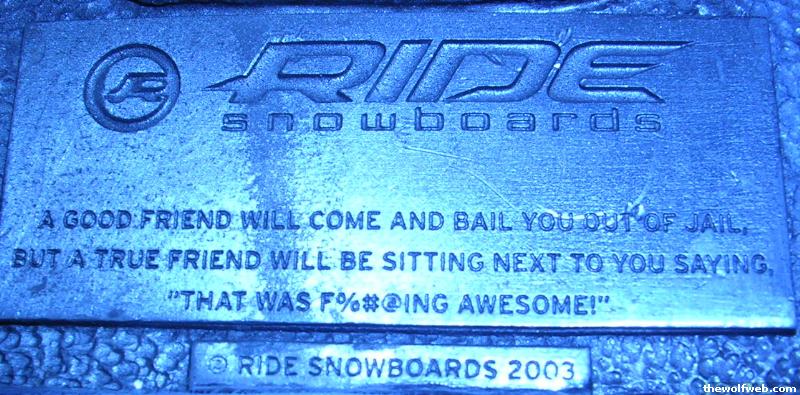 RIDE
snowboards
A GOOD FRIEND WILL COME AND BAIL YOU OUT OF JAIL,
BUT A TRUE FRIEND WILL BE SITTING NEXT TO YOU SAYING,
"THAT WAS F%#@ING AWESOME!"
© RIDE SNOWBOARDS 2003
thewolfweb.com